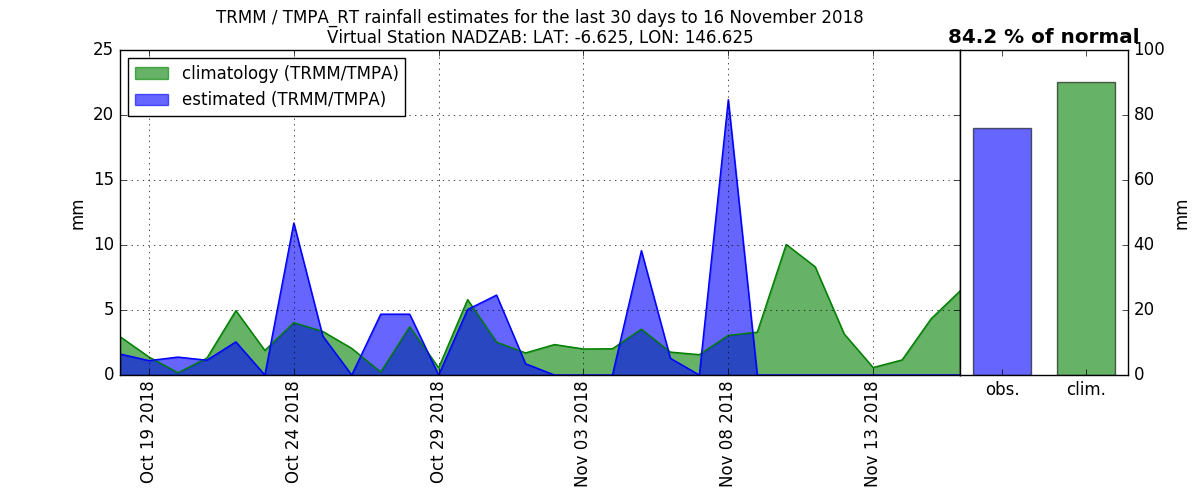 TRMM / TMPA_RT rainfall estimates for the last 30 days to 16 November 2018
Virtual Station NADZAB: LAT: -6.625, LON: 146.625
84.2 % of normal
climatology (TRMM/TMPA)
estimated (TRMM/TMPA)
25
20
15
10
5
0
mm
Oct 19 2018
Oct 24 2018
Oct 29 2018
Nov 03 2018
Nov 08 2018
Nov 13 2018
100
80
60
40
20
0
mm
obs.
clim.